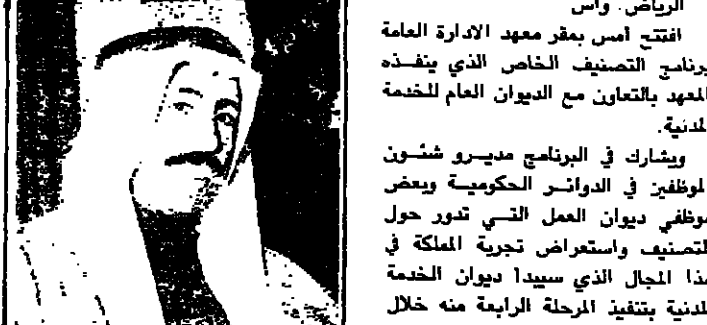 الرياض. واس
افتتح أمس بمقر معهد الادارة العامة
برنامج التصنيف الخاص الذي ينفـذه
المعهد بالتعاون مع الديوان العام للخدمة
المدنية.
ويشارك في البرنامج مديـرو شئـون
الموظفين في الدوائـر الحكوميـة وبعض
موظفي ديوان العمل التـي تدور حول
التصنيف واستعراض تجربة المملكة في
هذا المجال الذي سيبدأ ديوان الخدمة
المدنية بتنفيذ المرحلة الرابعة منه خلال